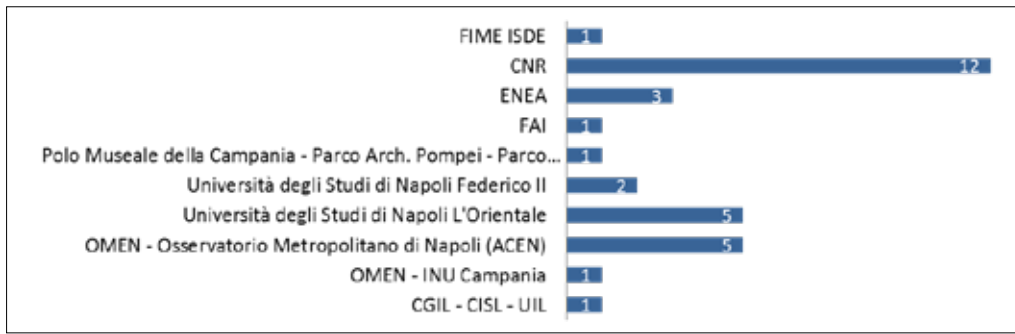 FIME ISDE 1
CNR 12
ENEA 3
FAI 1
Polo Museale della Campania - Parco Arch. Pompei - Parco... 1
Università degli Studi di Napoli Federico II 2
Università degli Studi di Napoli L'Orientale 5
OMEN - Osservatorio Metropolitano di Napoli (ACEN) 5
OMEN - INU Campania 1
CGIL - CISL - UIL 1